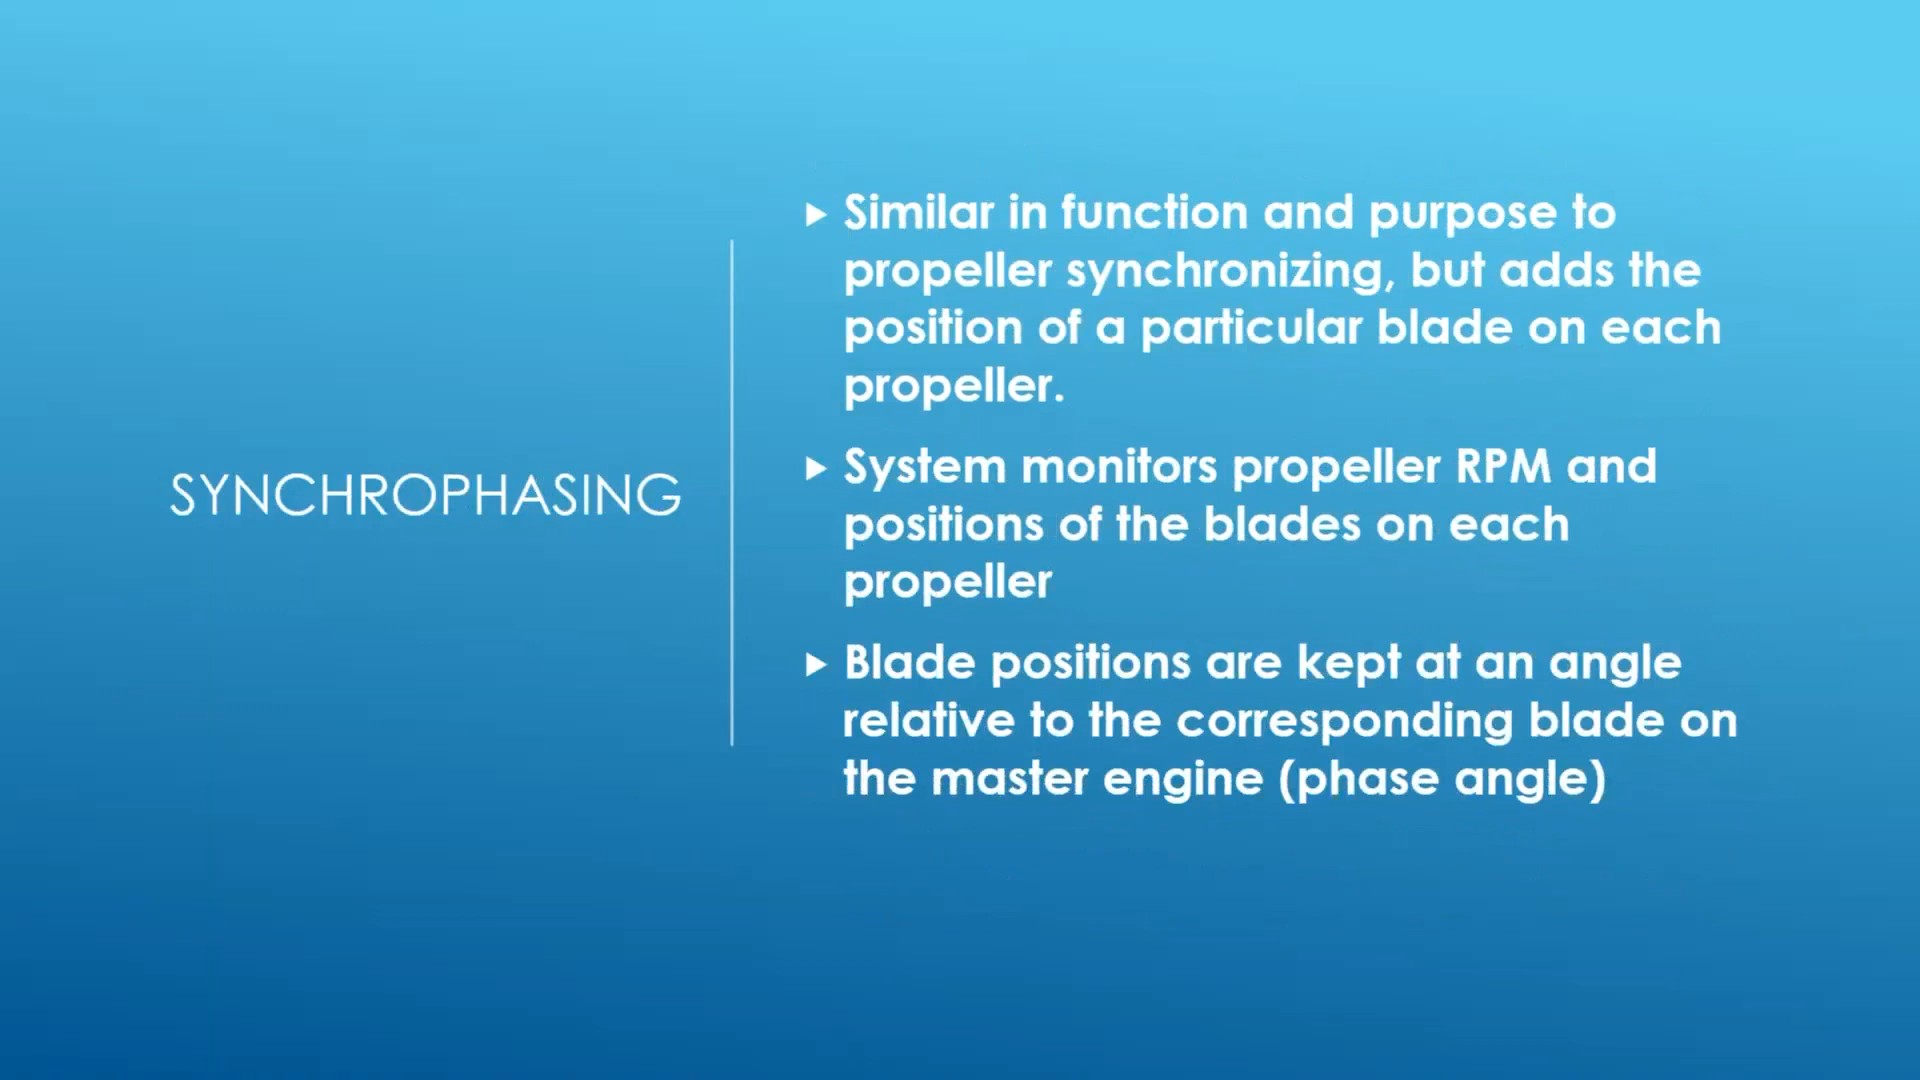 SYNCHROPHASING
Similar in function and purpose to
propeller synchronizing, but adds the
position of a particular blade on each
propeller.
System monitors propeller RPM and
positions of the blades on each
propeller
Blade positions are kept at an angle
relative to the corresponding blade on
the master engine (phase angle)